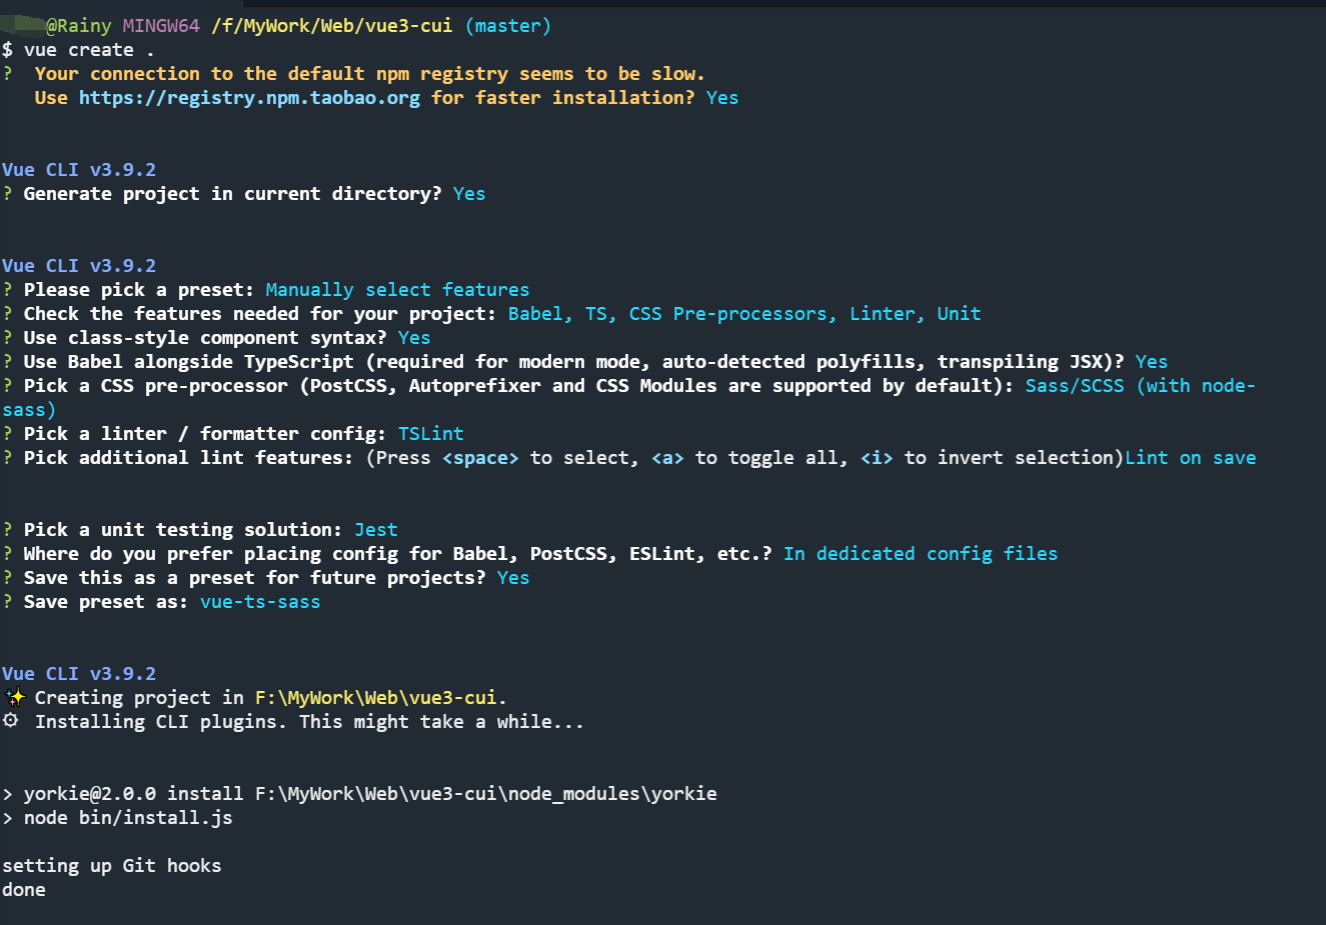 @Rainy MINGW64 /f/MyWork/Web/vue3-cui (master)
$ vue create .
?  Your connection to the default npm registry seems to be slow.
   Use https://registry.npm.taobao.org for faster installation? Yes
Vue CLI v3.9.2
? Generate project in current directory? Yes
Vue CLI v3.9.2
? Please pick a preset: Manually select features
? Check the features needed for your project: Babel, TS, CSS Pre-processors, Linter, Unit
? Use class-style component syntax? Yes
? Use Babel alongside TypeScript (required for modern mode, auto-detected polyfills, transpiling JSX)? Yes
? Pick a CSS pre-processor (PostCSS, Autoprefixer and CSS Modules are supported by default): Sass/SCSS (with node-
sass)
? Pick a linter / formatter config: TSLint
? Pick additional lint features: (Press <space> to select, <a> to toggle all, <i> to invert selection)Lint on save
? Pick a unit testing solution: Jest
? Where do you prefer placing config for Babel, PostCSS, ESLint, etc.? In dedicated config files
? Save this as a preset for future projects? Yes
? Save preset as: vue-ts-sass
Vue CLI v3.9.2
✨ Creating project in F:\MyWork\Web\vue3-cui.
⚙ Installing CLI plugins. This might take a while...
> yorkie@2.0.0 install F:\MyWork\Web\vue3-cui\node_modules\yorkie
> node bin/install.js
setting up Git hooks
done